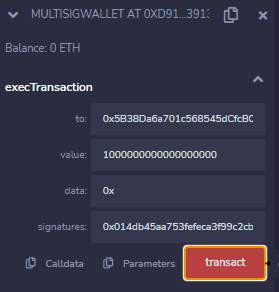 MULTISIGWALLET AT 0XD91...3913
Balance: 0 ETH
execTransaction
to: 0x5B38Da6a701c568545dCfcB0
value: 1000000000000000000
data: 0x
signatures: 0x014db45aa753fefeca3f99c2cb
Calldata Parameters transact